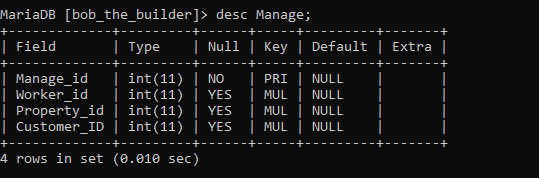 MariaDB [bob_the_builder]> desc Manage;
+-------------+---------+------+-----+---------+-------+
| Field       | Type    | Null | Key | Default | Extra |
+-------------+---------+------+-----+---------+-------+
| Manage_id   | int(11) | NO   | PRI | NULL    |       |
| Worker_id   | int(11) | YES  | MUL | NULL    |       |
| Property_id | int(11) | YES  | MUL | NULL    |       |
| Customer_ID | int(11) | YES  | MUL | NULL    |       |
+-------------+---------+------+-----+---------+-------+
4 rows in set (0.010 sec)